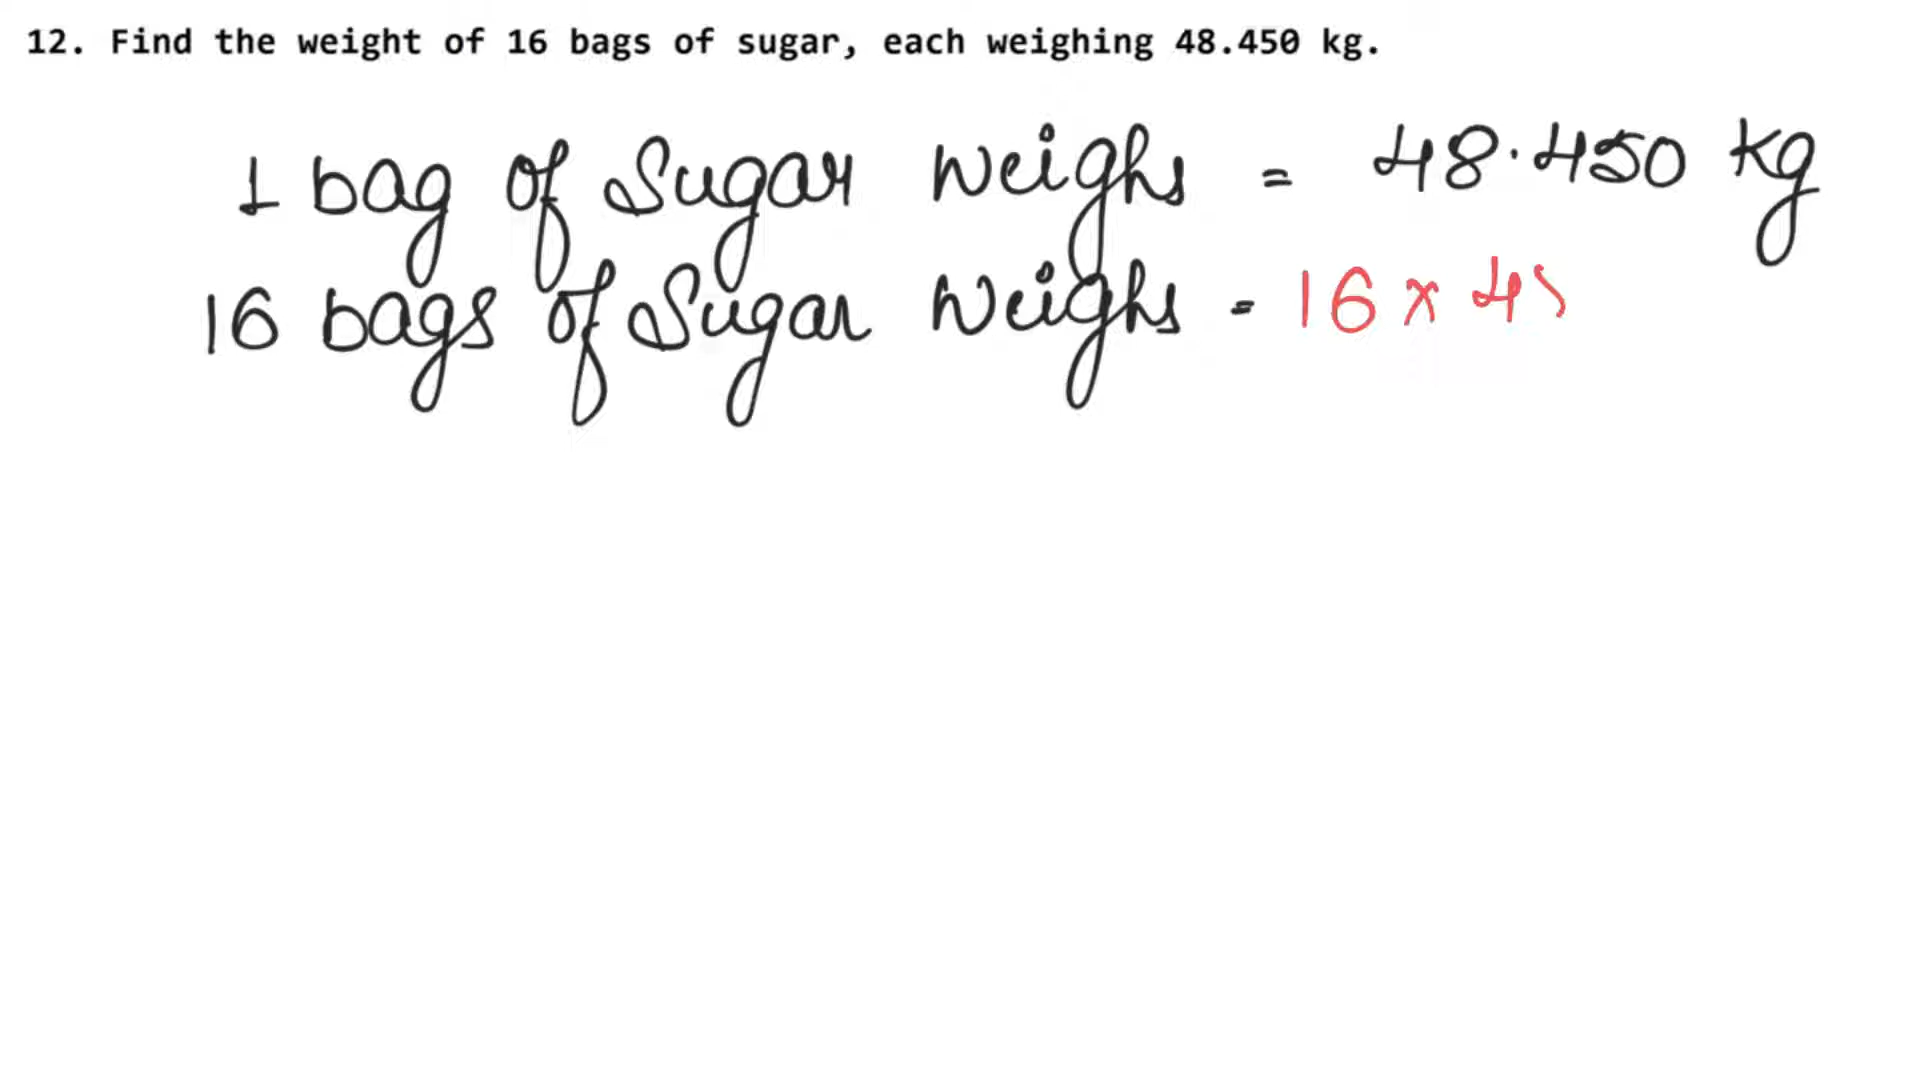 12. Find the weight of 16 bags of sugar, each weighing 48.450 kg.
1 bag of Sugar weighs = 48.450 kg
16 bags of Sugar weighs = 16 x 4